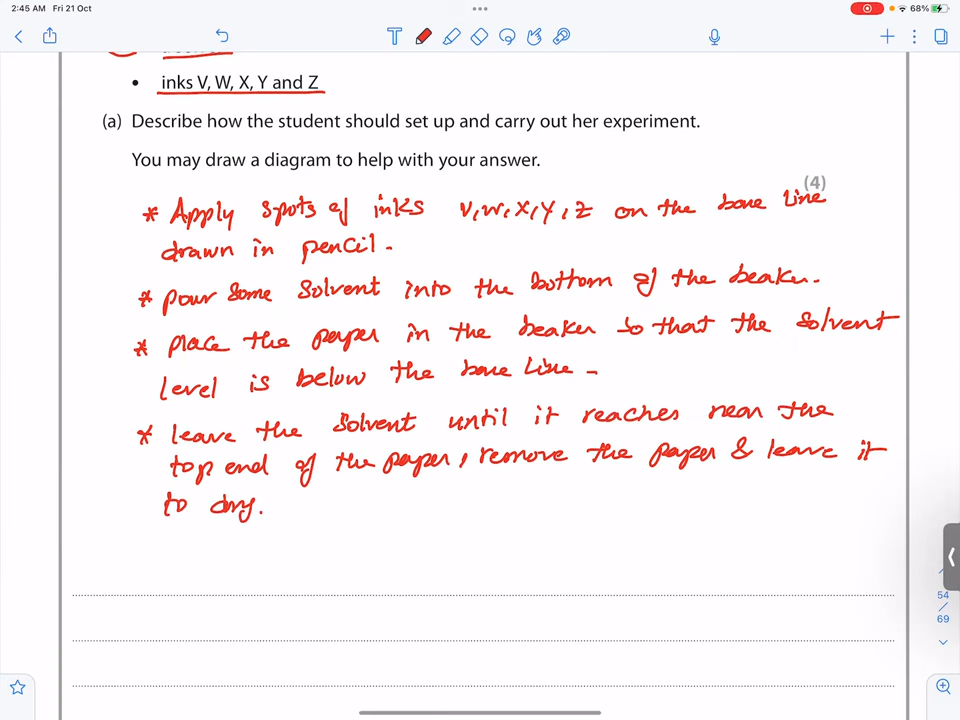 2:45 AM Fri 21 Oct
68%
• inks V, W, X, Y and Z
(a) Describe how the student should set up and carry out her experiment.
You may draw a diagram to help with your answer.
(4)
* Apply spots of inks V, W, X, Y, Z on the base line
drawn in pencil.
* pour some solvent into the bottom of the beaker.
* place the paper in the beaker so that the solvent
level is below the base line.
* leave the solvent until it reaches near the
top end of the paper, remove the paper & leave it
to dry.
54
/
69